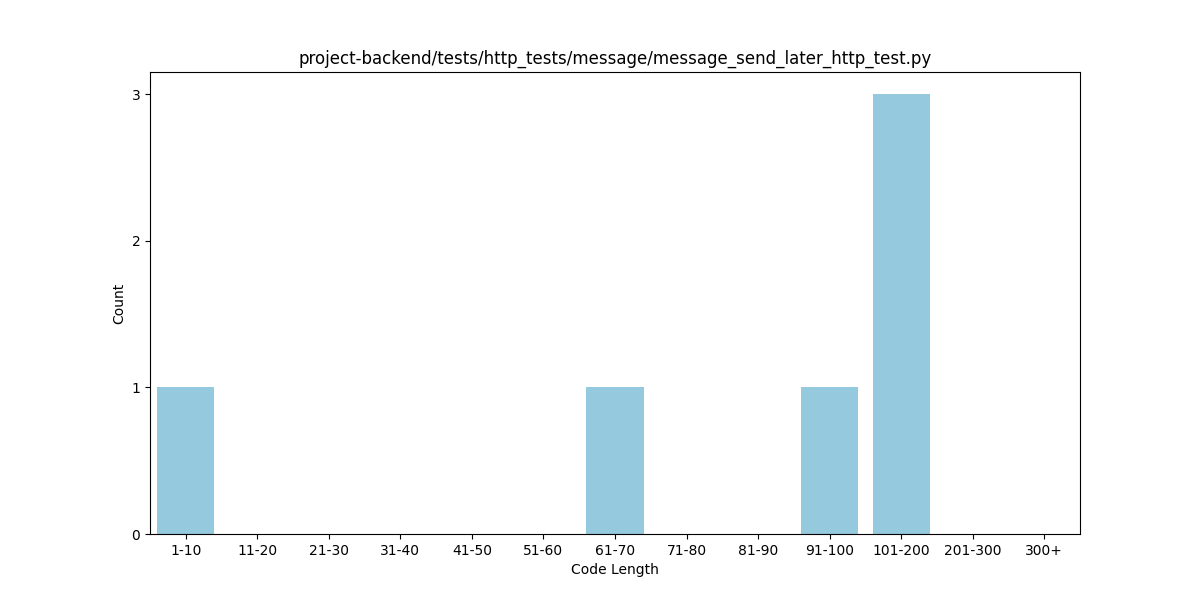 project-backend/tests/http_tests/message/message_send_later_http_test.py
3
2
1
0
Count
1-10 11-20 21-30 31-40 41-50 51-60 61-70 71-80 81-90 91-100 101-200 201-300 300+
Code Length